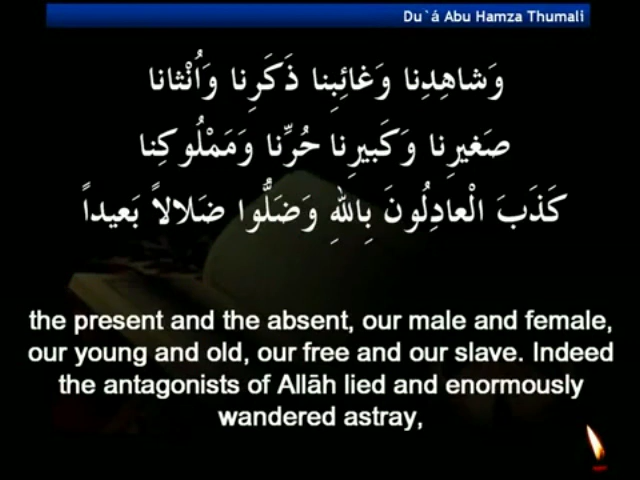 Du`á Abu Hamza Thumali
وَشاهِدِنا وَغائِبِنا ذَكَرِنا وَاُنْثانا
صَغيرِنا وَكَبيرِنا حُرِّنا وَمَمْلُوكِنا
كَذَبَ الْعادِلُونَ بِاللهِ وَضَلُّوا ضَلالاً بَعيداً
the present and the absent, our male and female,
our young and old, our free and our slave. Indeed
the antagonists of Allāh lied and enormously
wandered astray,